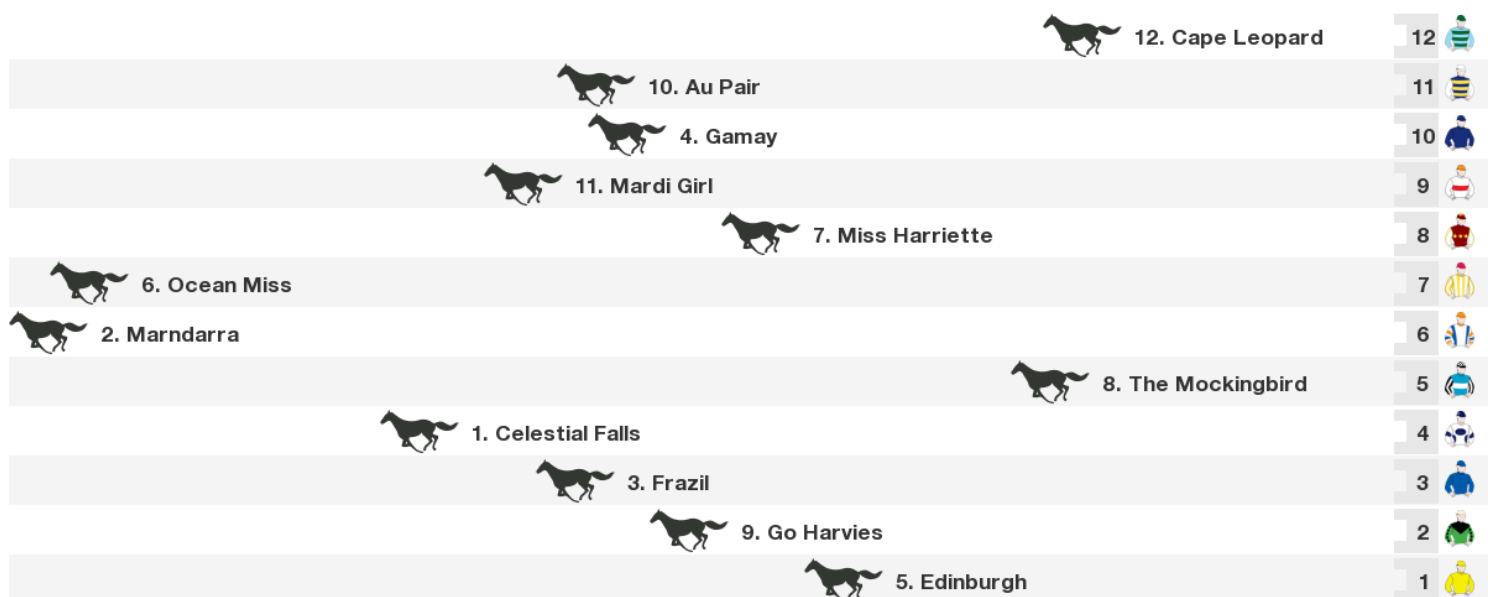 12. Cape Leopard 12
10. Au Pair 11
4. Gamay 10
11. Mardi Girl 9
7. Miss Harriette 8
6. Ocean Miss 7
2. Marndarra 6
8. The Mockingbird 5
1. Celestial Falls 4
3. Frazil 3
9. Go Harvies 2
5. Edinburgh 1